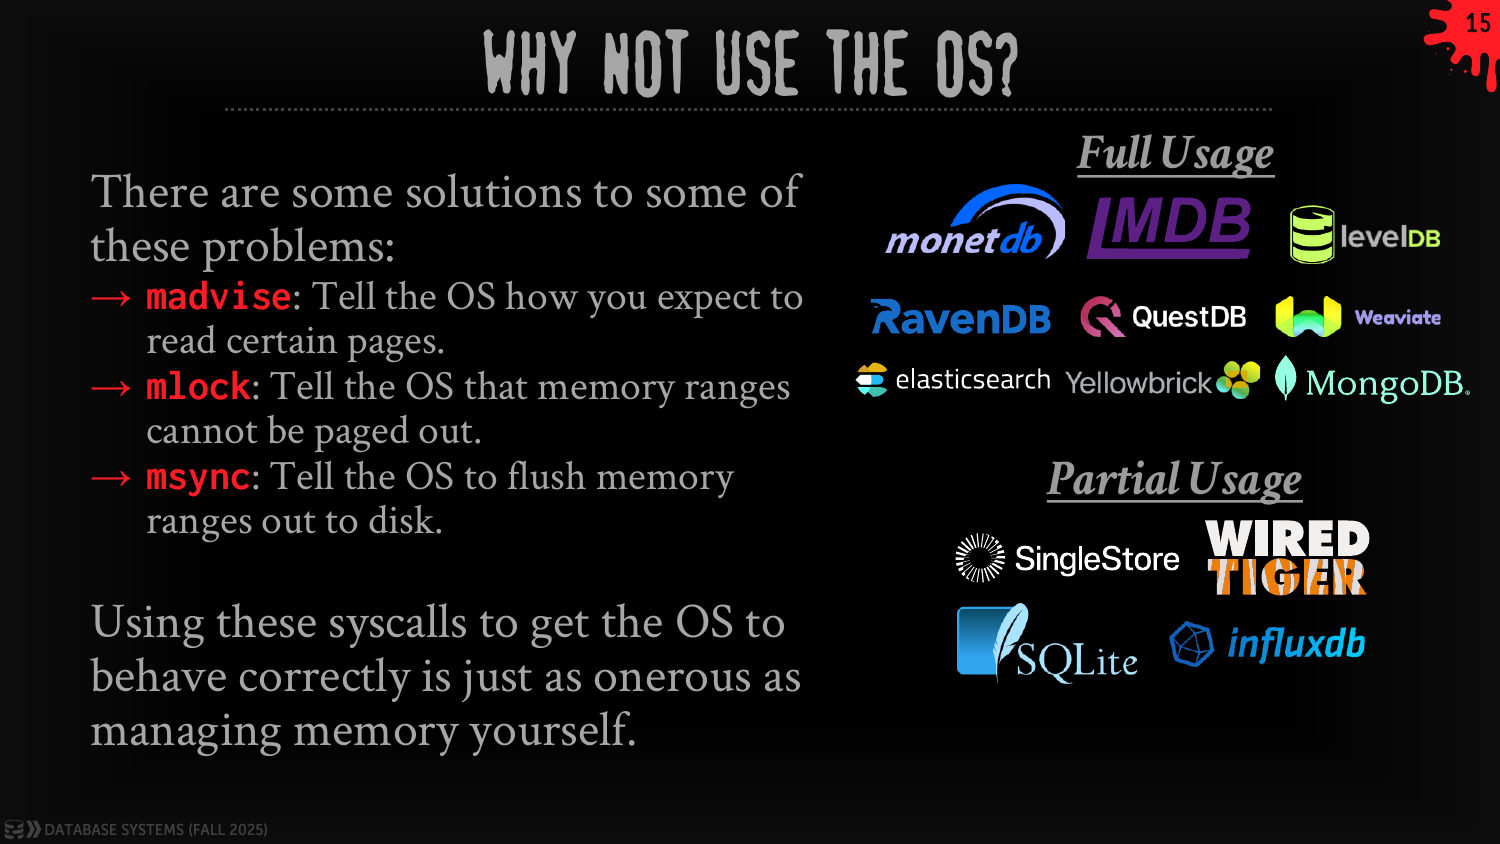 15
WHY NOT USE THE OS?
There are some solutions to some of
these problems:
→ madvise: Tell the OS how you expect to
read certain pages.
→ mlock: Tell the OS that memory ranges
cannot be paged out.
→ msync: Tell the OS to flush memory
ranges out to disk.
Using these syscalls to get the OS to
behave correctly is just as onerous as
managing memory yourself.
Full Usage
monetdb LMDB levelDB
RavenDB QuestDB Weaviate
elasticsearch Yellowbrick MongoDB®
Partial Usage
SingleStore WIRED
TIGER
SQLite influxdb
DATABASE SYSTEMS (FALL 2025)